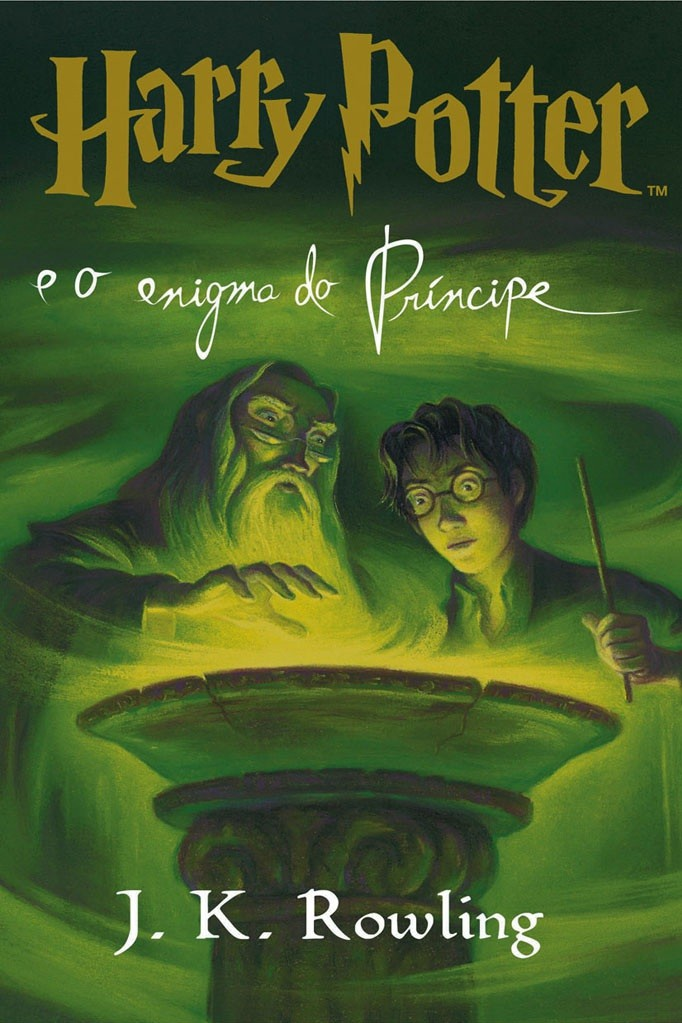 Harry Potter™
e o enigma do Príncipe
J. K. Rowling